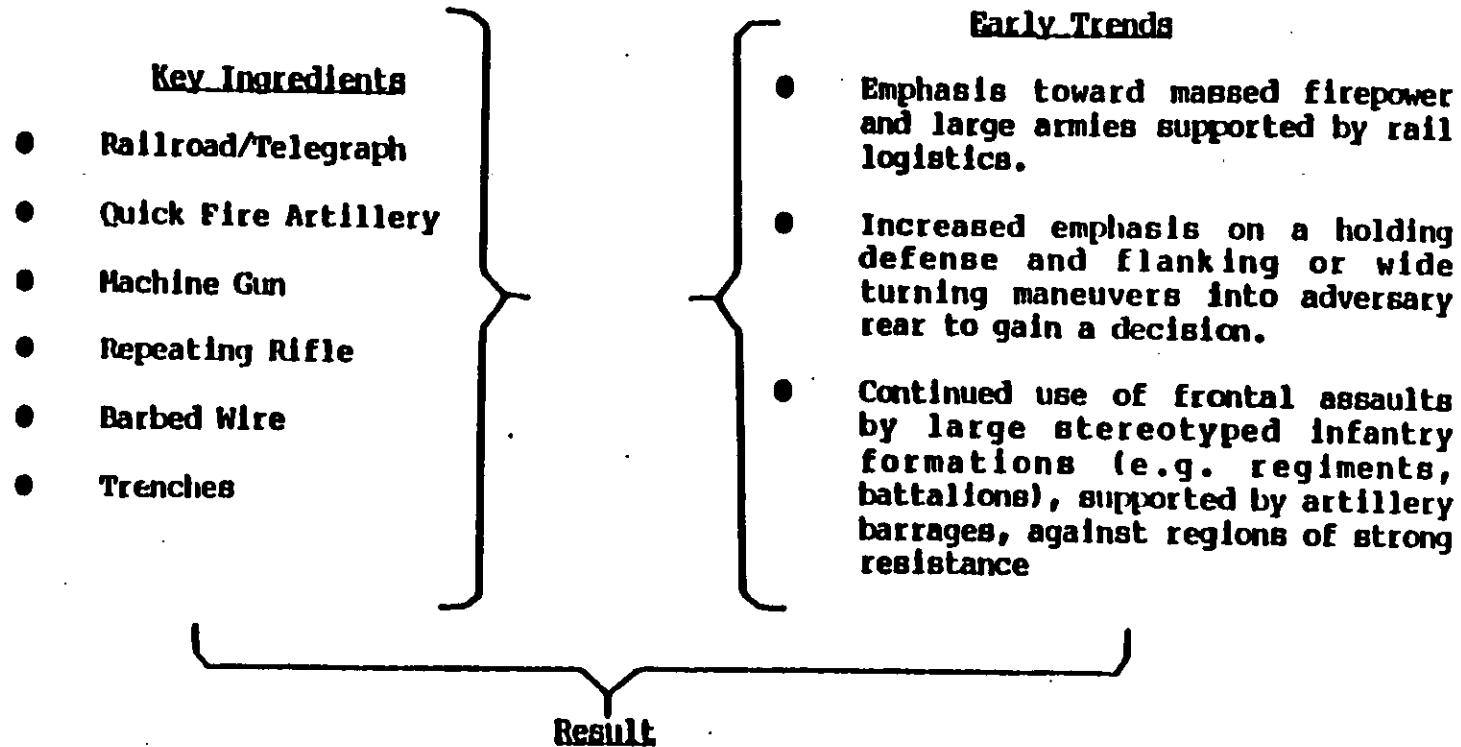 Key Ingredients
● Railroad/Telegraph
● Quick Fire Artillery
● Machine Gun
● Repeating Rifle
● Barbed Wire
● Trenches
Early Trends
● Emphasis toward massed firepower
and large armies supported by rail
logistics.
● Increased emphasis on a holding
defense and flanking or wide
turning maneuvers into adversary
rear to gain a decision.
● Continued use of frontal assaults
by large stereotyped infantry
formations (e.g. regiments,
battalions), supported by artillery
barrages, against regions of strong
resistance
Result